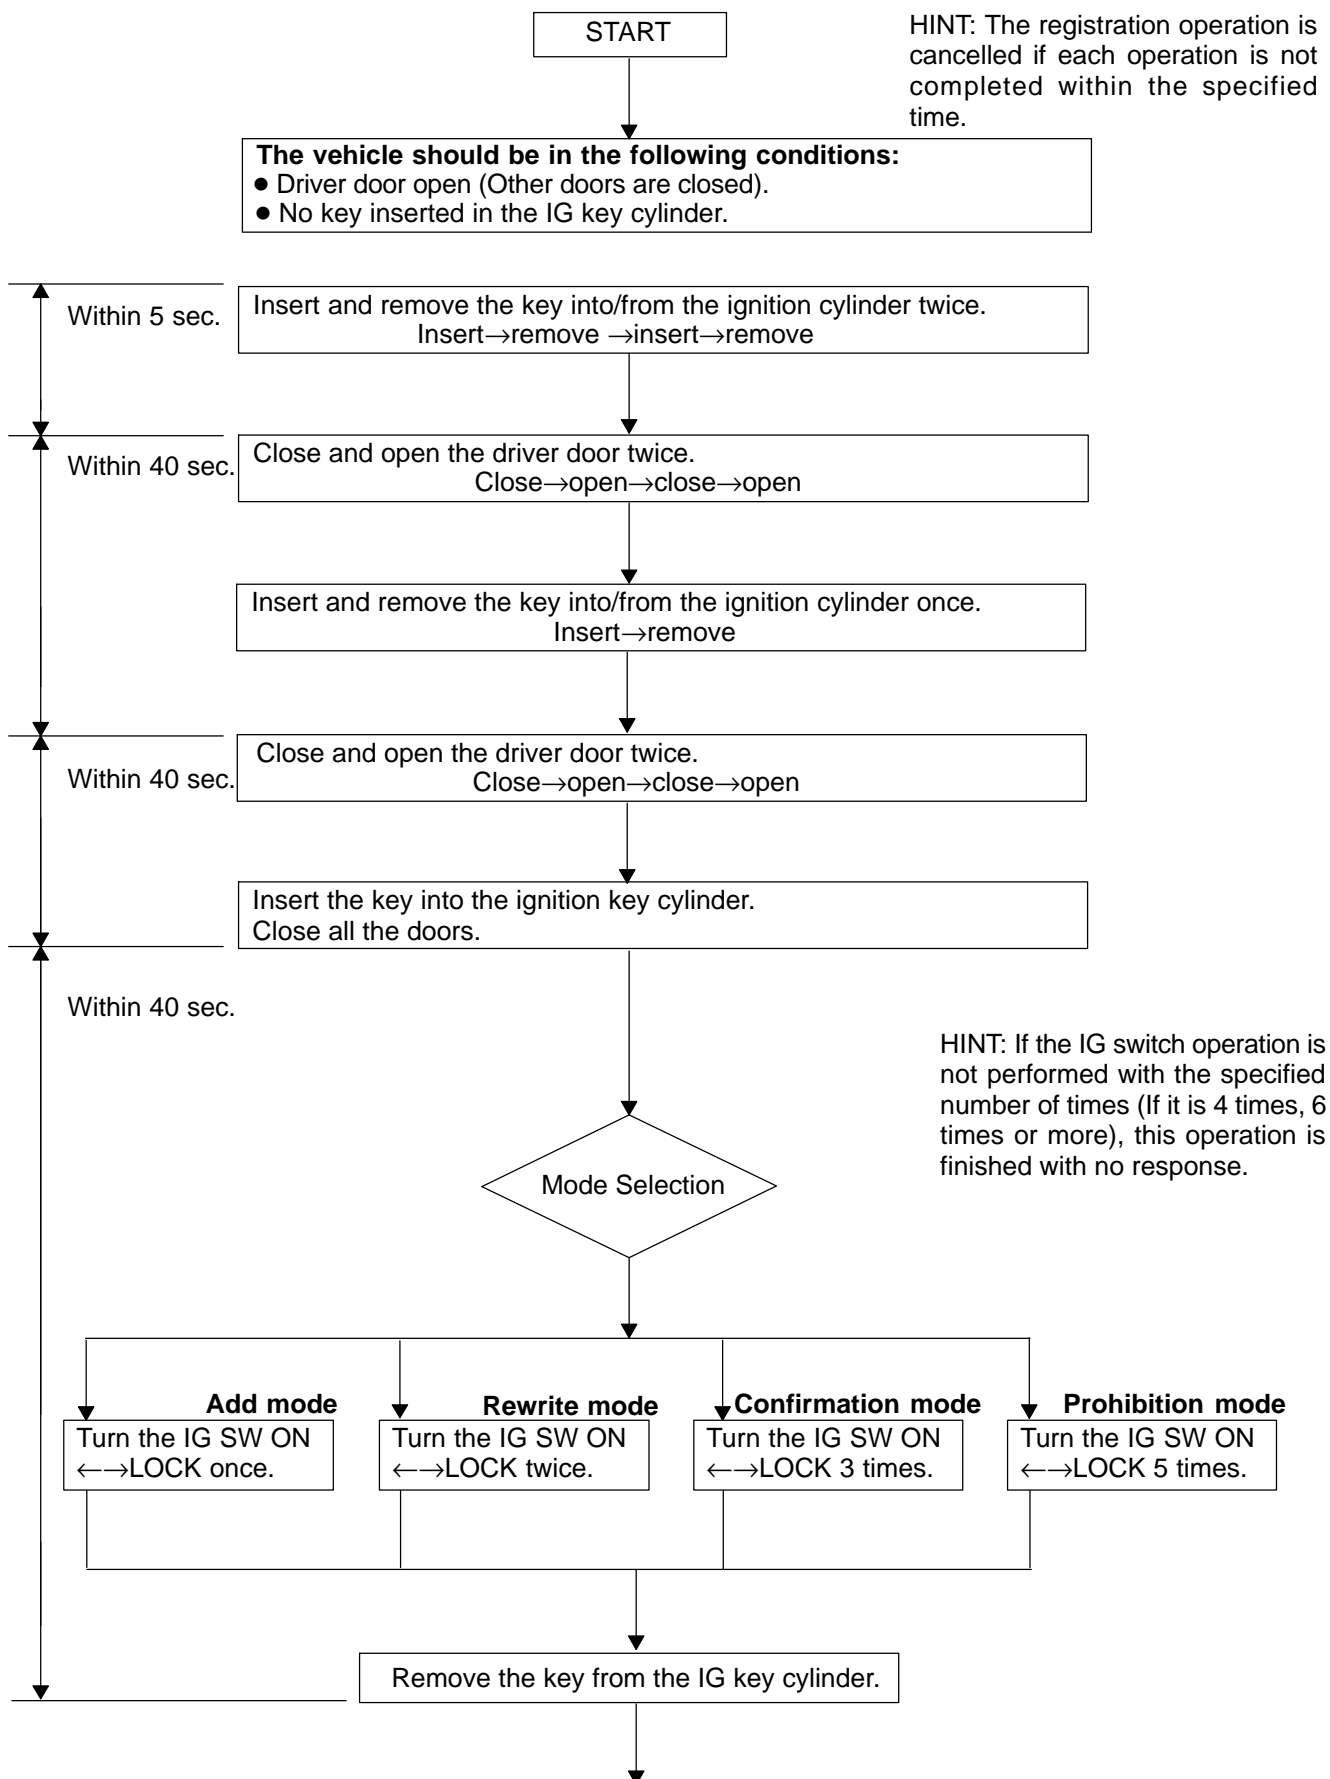 START
HINT: The registration operation is
cancelled if each operation is not
completed within the specified
time.
The vehicle should be in the following conditions:
● Driver door open (Other doors are closed).
● No key inserted in the IG key cylinder.
Within 5 sec.
Insert and remove the key into/from the ignition cylinder twice.
Insert→remove →insert→remove
Within 40 sec.
Close and open the driver door twice.
Close→open→close→open
Insert and remove the key into/from the ignition cylinder once.
Insert→remove
Within 40 sec.
Close and open the driver door twice.
Close→open→close→open
Insert the key into the ignition key cylinder.
Close all the doors.
Within 40 sec.
HINT: If the IG switch operation is
not performed with the specified
number of times (If it is 4 times, 6
times or more), this operation is
finished with no response.
Mode Selection
Add mode
Turn the IG SW ON
←→LOCK once.
Rewrite mode
Turn the IG SW ON
←→LOCK twice.
Confirmation mode
Turn the IG SW ON
←→LOCK 3 times.
Prohibition mode
Turn the IG SW ON
←→LOCK 5 times.
Remove the key from the IG key cylinder.